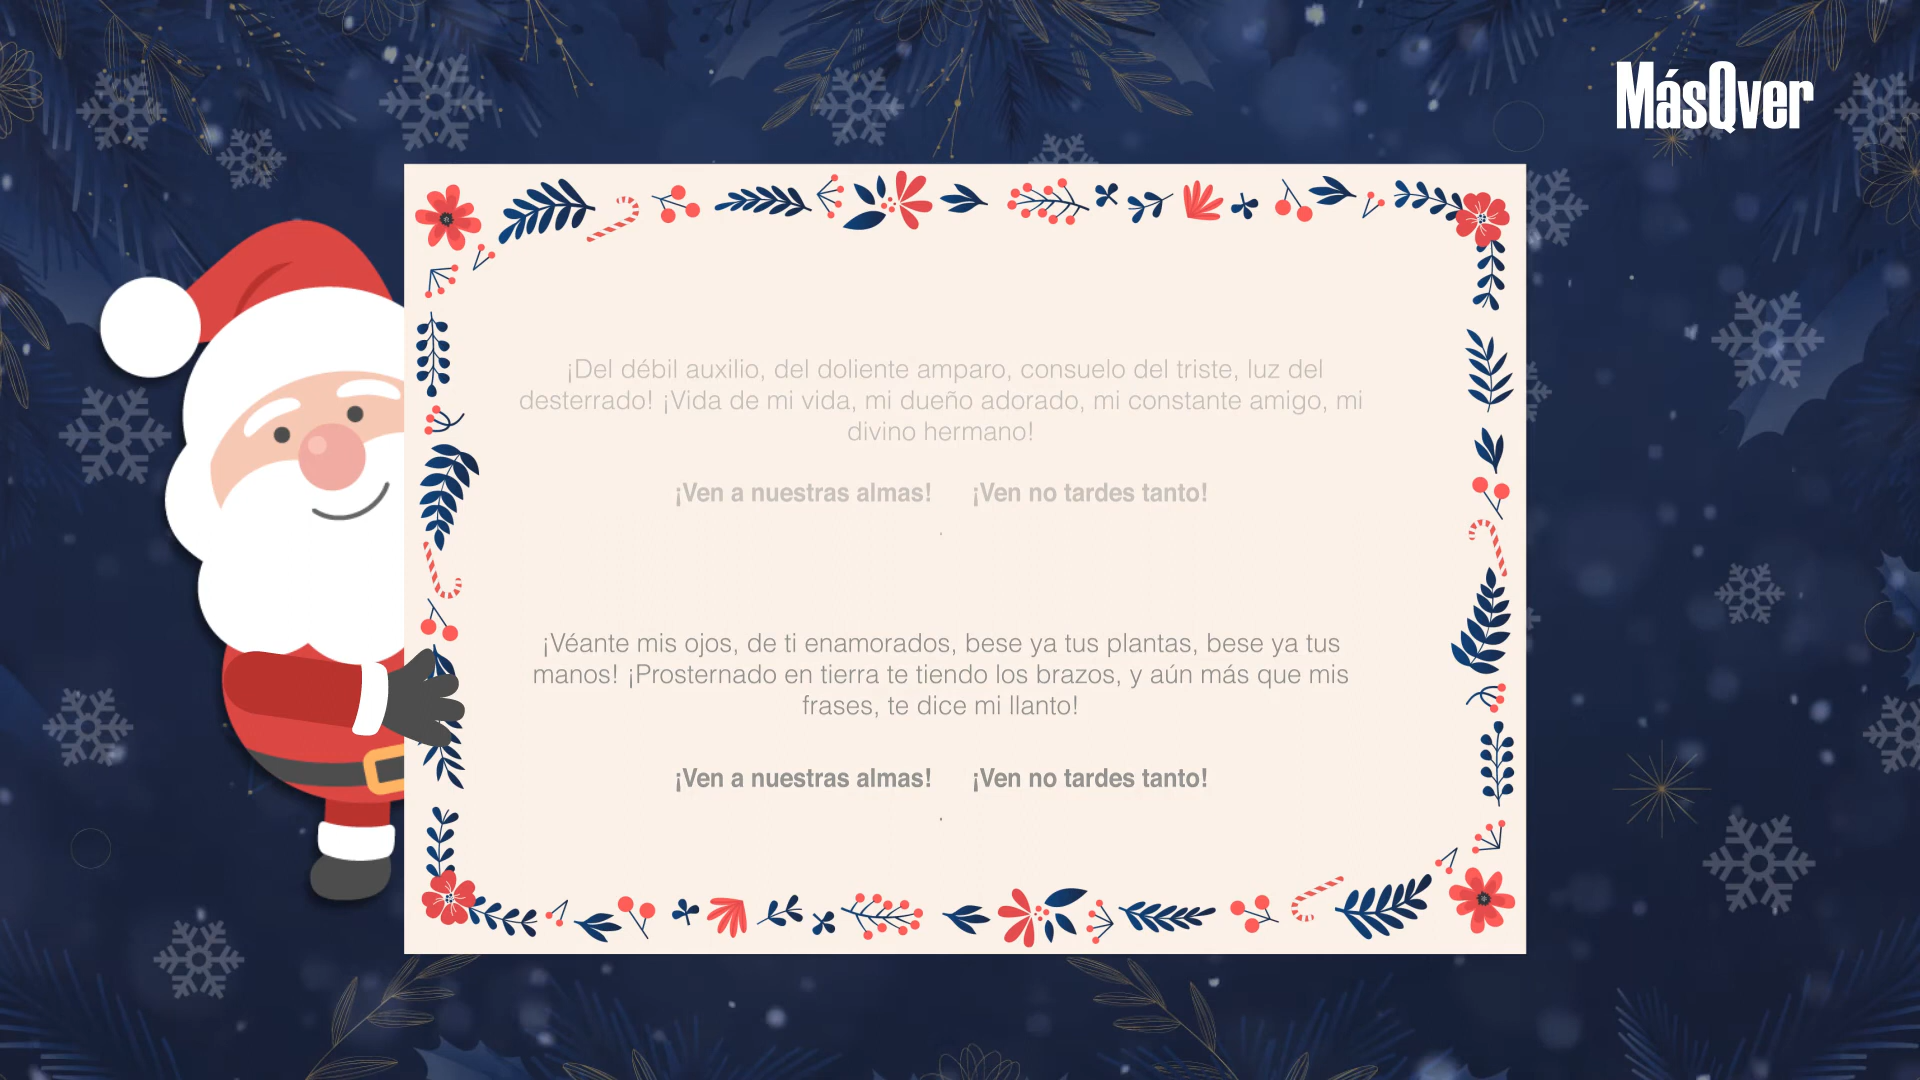 MásQver
¡Del débil auxilio, del doliente amparo, consuelo del triste, luz del
desterrado! ¡Vida de mi vida, mi dueño adorado, mi constante amigo, mi
divino hermano!
¡Ven a nuestras almas! ¡Ven no tardes tanto!
.
¡Véante mis ojos, de ti enamorados, bese ya tus plantas, bese ya tus
manos! ¡Prosternado en tierra te tiendo los brazos, y aún más que mis
frases, te dice mi llanto!
¡Ven a nuestras almas! ¡Ven no tardes tanto!
.